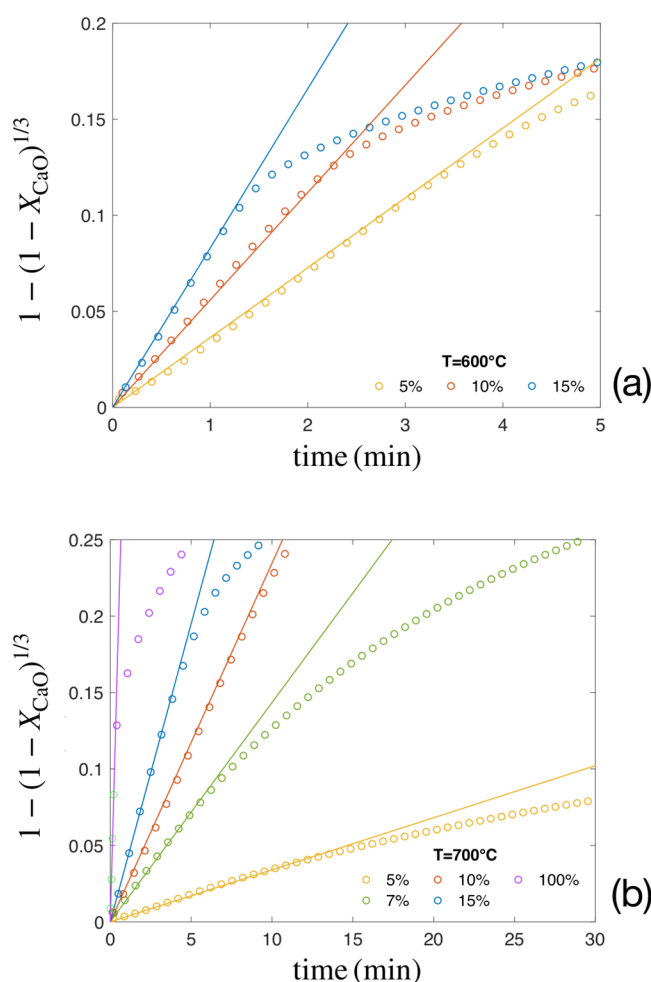 0.2
0.15
0.1
0.05
0
1 − (1 − X_CaO)^1/3
T=600°C
5% 10% 15%
0 1 2 3 4 5
time (min)
(a)
0.25
0.2
0.15
0.1
0.05
0
1 − (1 − X_CaO)^1/3
T=700°C
5% 10% 100%
7% 15%
0 5 10 15 20 25 30
time (min)
(b)